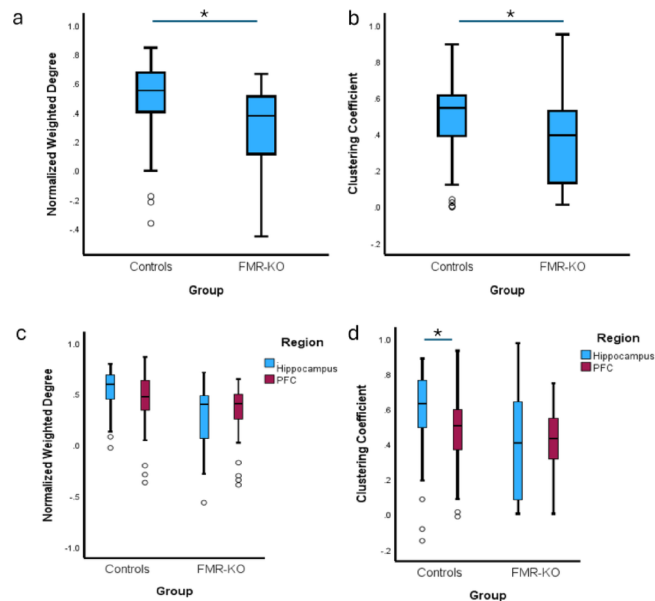 a
*
1.0
.8
.6
.4
.2
.0
-.2
-.4
Normalized Weighted Degree
Controls
FMR-KO
Group
b
*
1.0
.8
.6
.4
.2
.0
-.2
Clustering Coefficient
Controls
FMR-KO
Group
c
1.0
.5
.0
-.5
-1.0
Normalized Weighted Degree
Region
Hippocampus
PFC
Controls
FMR-KO
Group
d
*
1.0
.8
.6
.4
.2
.0
-.2
Clustering Coefficient
Region
Hippocampus
PFC
Controls
FMR-KO
Group